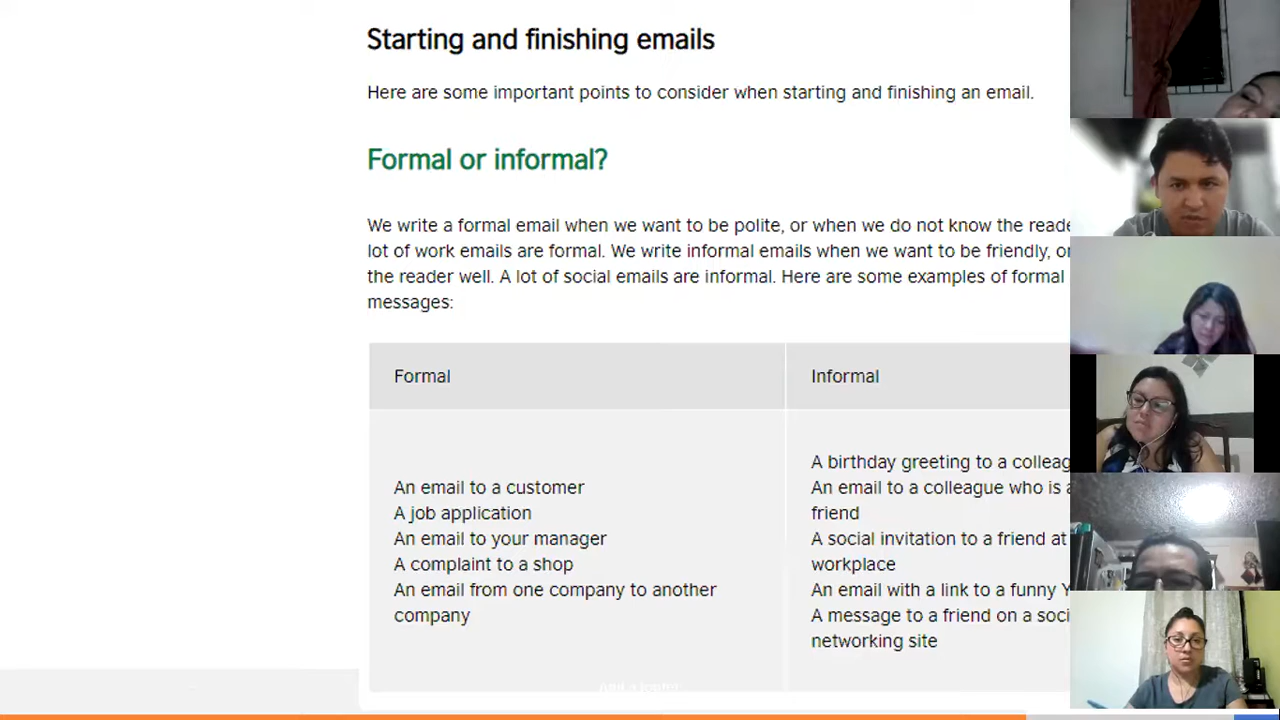 Starting and finishing emails
Here are some important points to consider when starting and finishing an email.
Formal or informal?
We write a formal email when we want to be polite, or when we do not know the
lot of work emails are formal. We write informal emails when we want to be friendly,
the reader well. A lot of social emails are informal. Here are some examples of formal
messages:
Formal
Informal
An email to a customer
A job application
An email to your manager
A complaint to a shop
An email from one company to another
company
A birthday greeting to a
An email to a colleague who is
friend
A social invitation to a friend at
workplace
An email with a link to a funny
A message to a friend on a
networking site